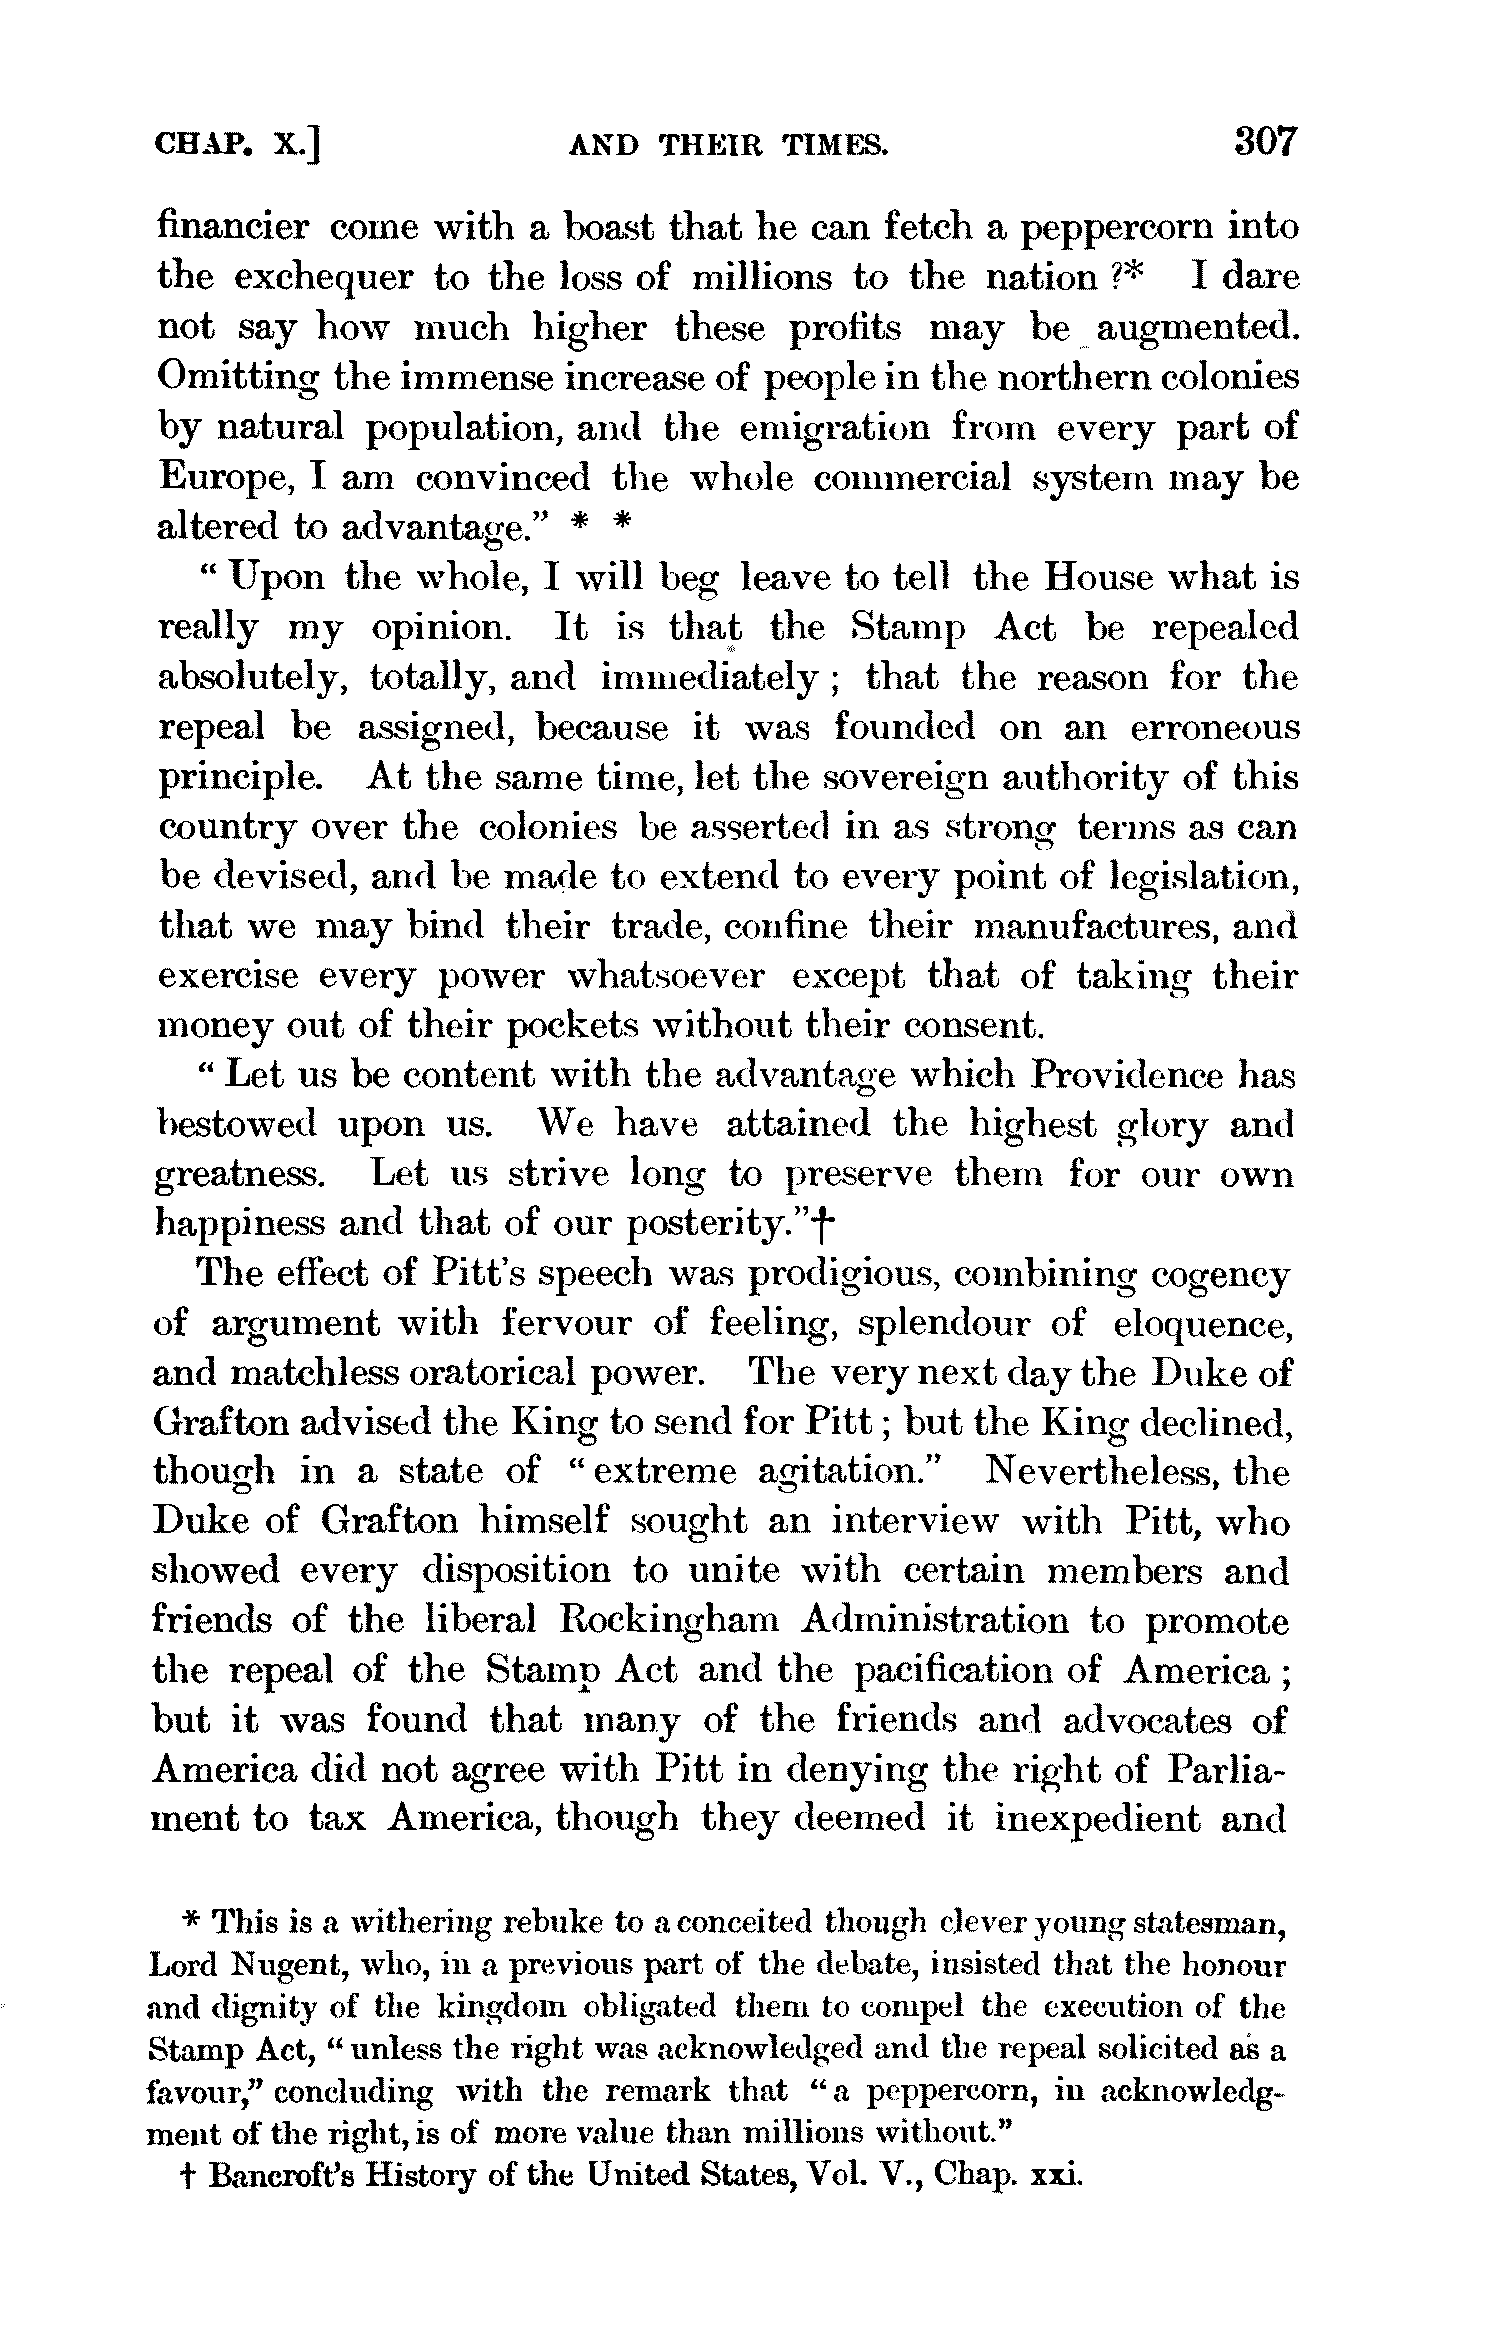 CHAP. X.] AND THEIR TIMES. 307
financier come with a boast that he can fetch a peppercorn into
the exchequer to the loss of millions to the nation ?* I dare
not say how much higher these profits may be augmented.
Omitting the immense increase of people in the northern colonies
by natural population, and the emigration from every part of
Europe, I am convinced the whole commercial system may be
altered to advantage.” * *
“ Upon the whole, I will beg leave to tell the House what is
really my opinion. It is that the Stamp Act be repealed
absolutely, totally, and immediately ; that the reason for the
repeal be assigned, because it was founded on an erroneous
principle. At the same time, let the sovereign authority of this
country over the colonies be asserted in as strong terms as can
be devised, and be made to extend to every point of legislation,
that we may bind their trade, confine their manufactures, and
exercise every power whatsoever except that of taking their
money out of their pockets without their consent.
“ Let us be content with the advantage which Providence has
bestowed upon us. We have attained the highest glory and
greatness. Let us strive long to preserve them for our own
happiness and that of our posterity.”†
The effect of Pitt’s speech was prodigious, combining cogency
of argument with fervour of feeling, splendour of eloquence,
and matchless oratorical power. The very next day the Duke of
Grafton advised the King to send for Pitt ; but the King declined,
though in a state of “ extreme agitation.” Nevertheless, the
Duke of Grafton himself sought an interview with Pitt, who
showed every disposition to unite with certain members and
friends of the liberal Rockingham Administration to promote
the repeal of the Stamp Act and the pacification of America ;
but it was found that many of the friends and advocates of
America did not agree with Pitt in denying the right of Parlia-
ment to tax America, though they deemed it inexpedient and
* This is a withering rebuke to a conceited though clever young statesman,
Lord Nugent, who, in a previous part of the debate, insisted that the honour
and dignity of the kingdom obligated them to compel the execution of the
Stamp Act, “ unless the right was acknowledged and the repeal solicited as a
favour,” concluding with the remark that “ a peppercorn, in acknowledg-
ment of the right, is of more value than millions without.”
† Bancroft’s History of the United States, Vol. V., Chap. xxi.